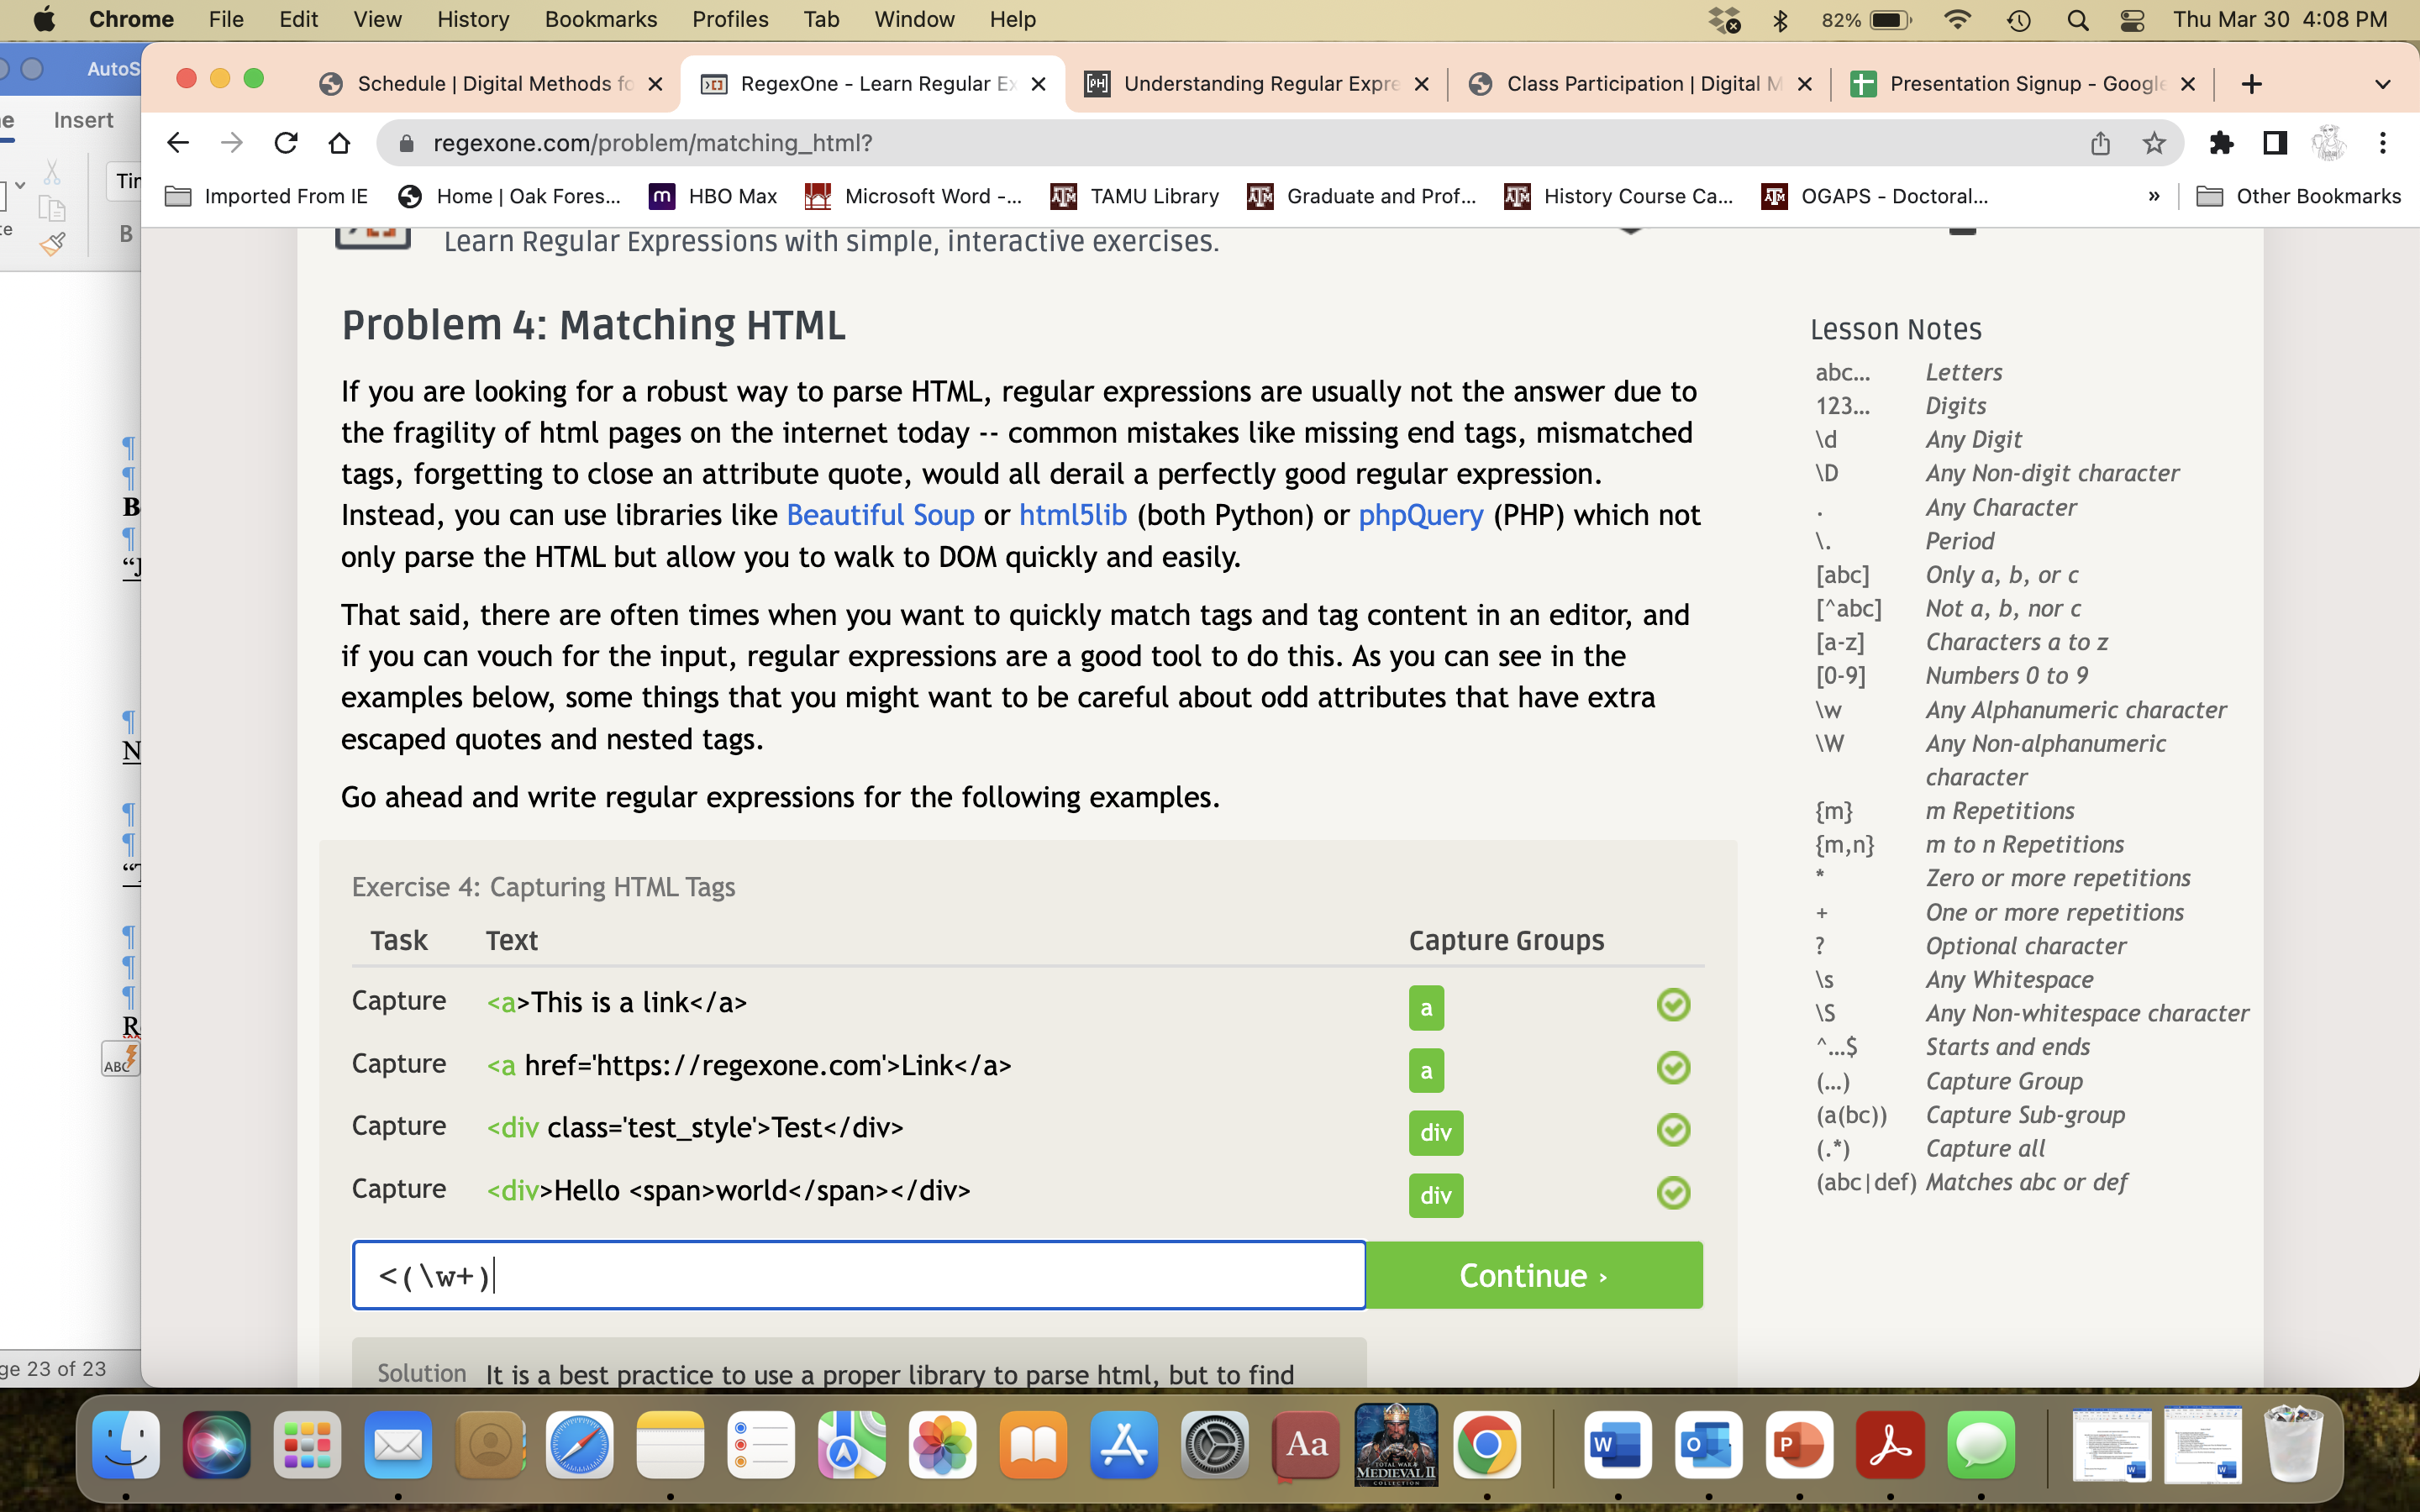 Chrome File Edit View History Bookmarks Profiles Tab Window Help 82% Thu Mar 30 4:08 PM
Schedule | Digital Methods fo RegexOne - Learn Regular Ex Understanding Regular Expre Class Participation | Digital M Presentation Signup - Google
regexone.com/problem/matching_html?
Insert
Imported From IE Home | Oak Fores... HBO Max Microsoft Word -... TAMU Library Graduate and Prof... History Course Ca... OGAPS - Doctoral... » Other Bookmarks
Learn Regular Expressions with simple, interactive exercises.
Problem 4: Matching HTML
If you are looking for a robust way to parse HTML, regular expressions are usually not the answer due to
the fragility of html pages on the internet today -- common mistakes like missing end tags, mismatched
tags, forgetting to close an attribute quote, would all derail a perfectly good regular expression.
Instead, you can use libraries like Beautiful Soup or html5lib (both Python) or phpQuery (PHP) which not
only parse the HTML but allow you to walk to DOM quickly and easily.
That said, there are often times when you want to quickly match tags and tag content in an editor, and
if you can vouch for the input, regular expressions are a good tool to do this. As you can see in the
examples below, some things that you might want to be careful about odd attributes that have extra
escaped quotes and nested tags.
Go ahead and write regular expressions for the following examples.
Exercise 4: Capturing HTML Tags
Task Text Capture Groups
Capture <a>This is a link</a> a
Capture <a href='https://regexone.com'>Link</a> a
Capture <div class='test_style'>Test</div> div
Capture <div>Hello <span>world</span></div> div
<(\w+)
Continue ›
Solution It is a best practice to use a proper library to parse html, but to find
Lesson Notes
abc... Letters
123... Digits
\d Any Digit
\D Any Non-digit character
. Any Character
\. Period
[abc] Only a, b, or c
[^abc] Not a, b, nor c
[a-z] Characters a to z
[0-9] Numbers 0 to 9
\w Any Alphanumeric character
\W Any Non-alphanumeric
character
{m} m Repetitions
{m,n} m to n Repetitions
* Zero or more repetitions
+ One or more repetitions
? Optional character
\s Any Whitespace
\S Any Non-whitespace character
^...$ Starts and ends
(...) Capture Group
(a(bc)) Capture Sub-group
(.*) Capture all
(abc|def) Matches abc or def
ge 23 of 23
Aa
MEDIEVAL II